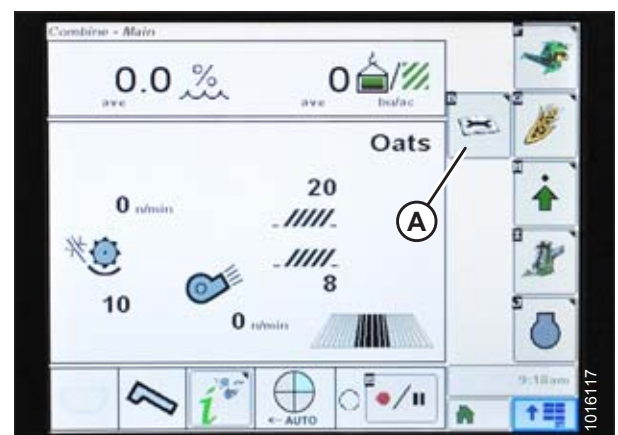 Combine - Main
0.0 %
ave
0
ave bu/ac
Oats
A
20
0 n/min
8
10
0 n/min
← AUTO
/II
9:18am
1016117